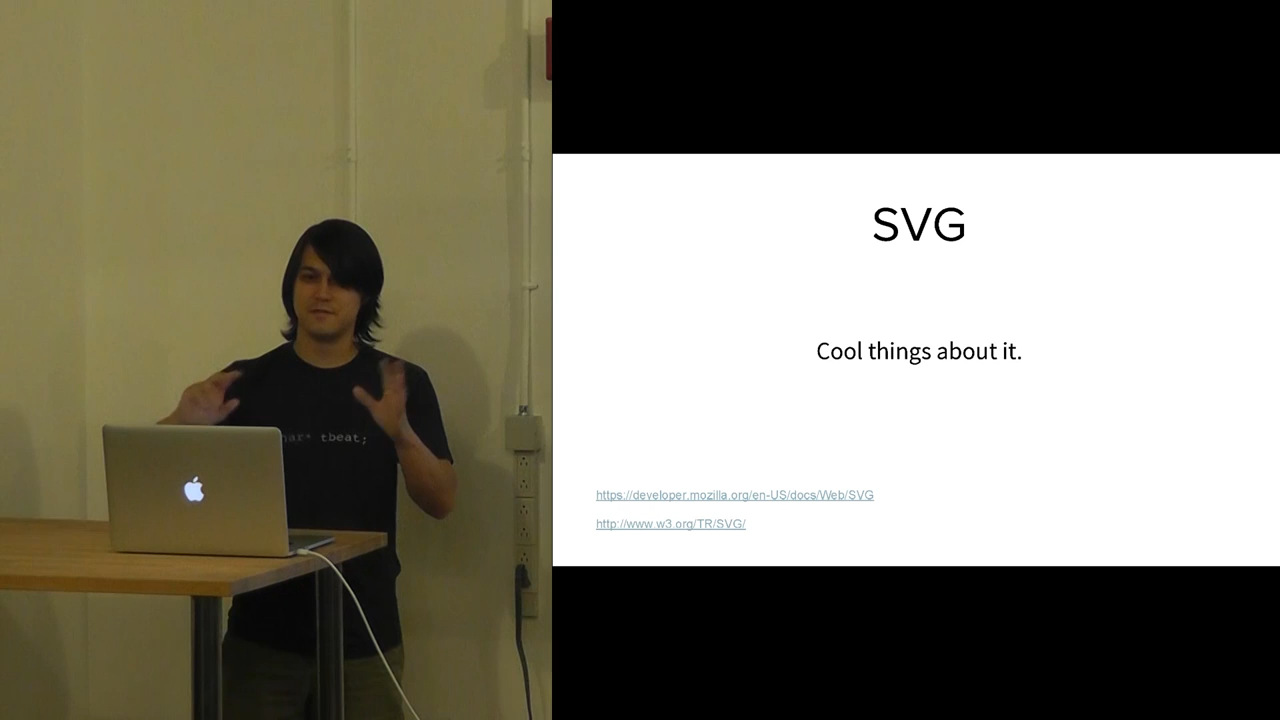 tbeat;
SVG
Cool things about it.
https://developer.mozilla.org/en-US/docs/Web/SVG
http://www.w3.org/TR/SVG/